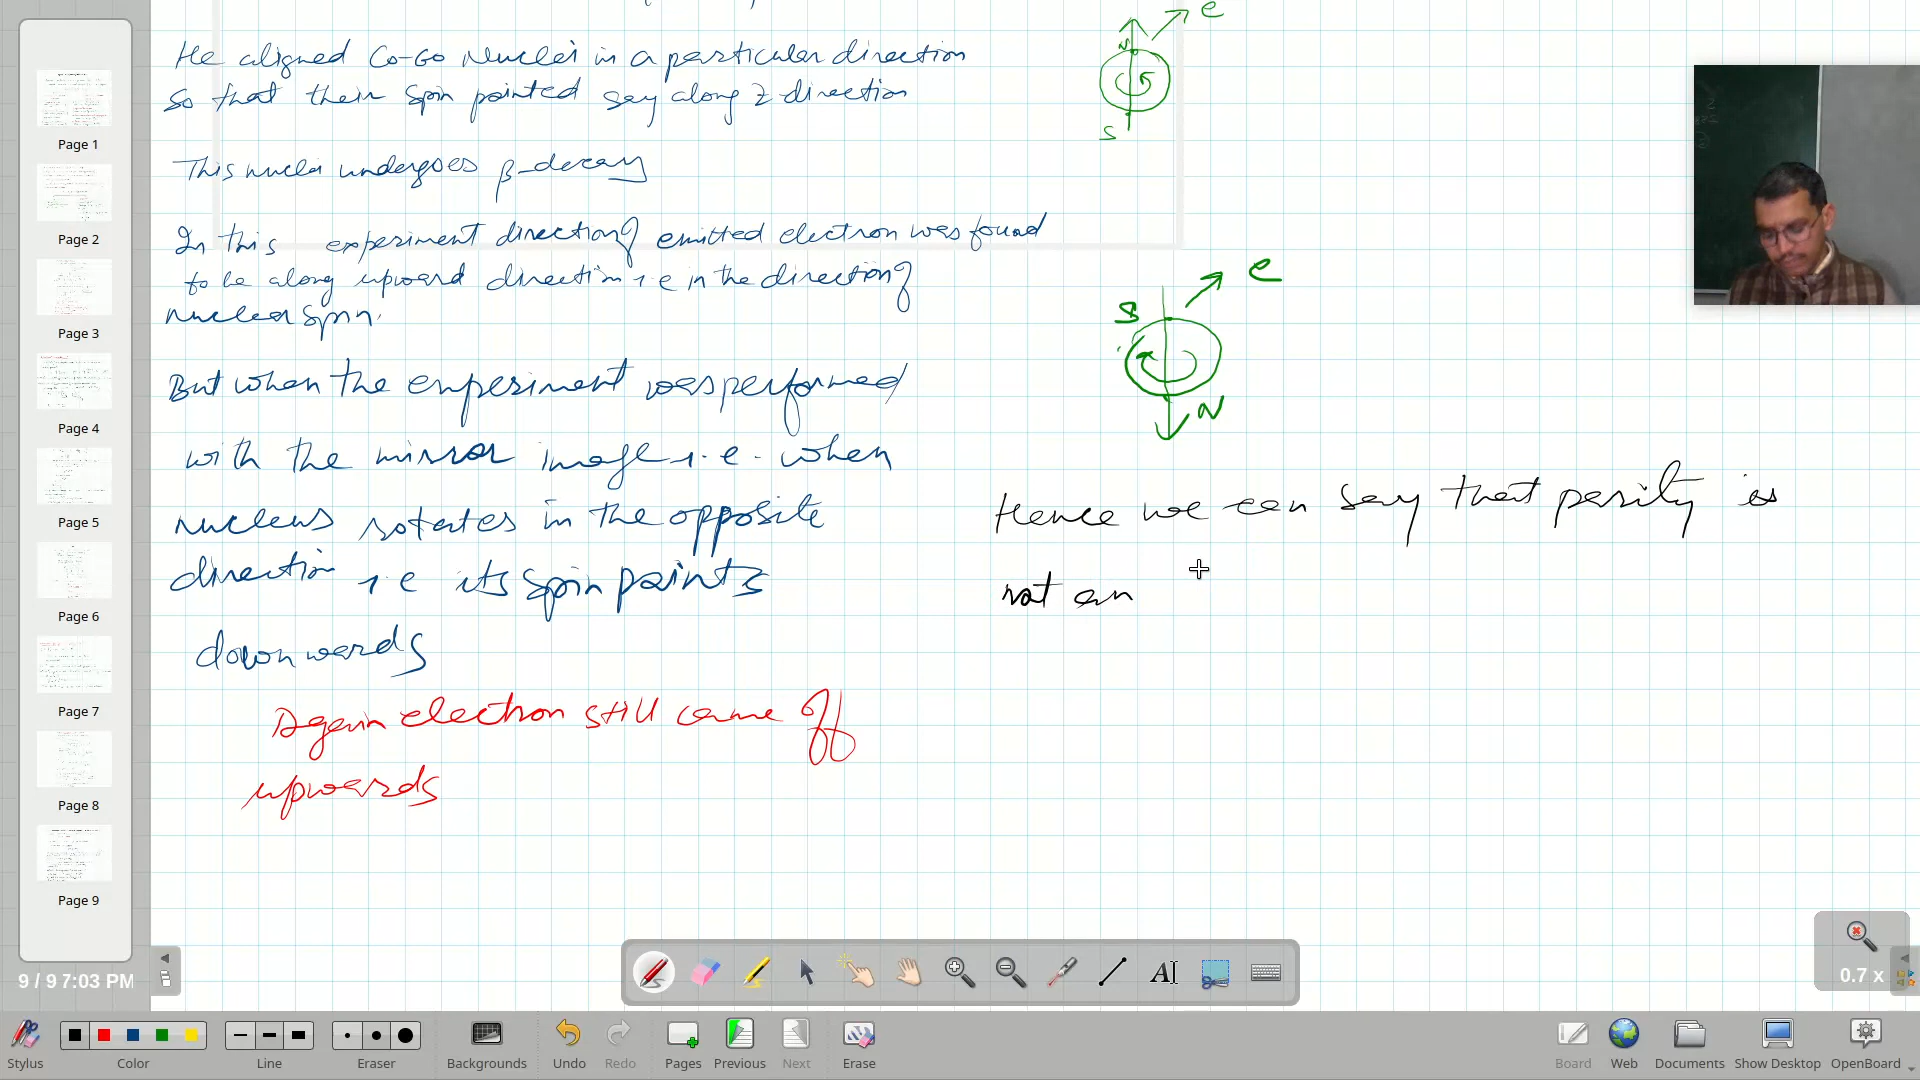 He aligned Co-60 Nuclei in a particular direction
so that their spin pointed say along z direction
This nuclei undergoes β-decay
In this experiment direction of emitted electron was found
to be along upward direction i.e in the direction of
nuclear spin.
But when the experiment was performed
with the mirror image i.e. when
nucleus rotates in the opposite
direction i.e its spin points
downwards
Again electron still came off
upwards
e
N
S
e
S
N
Hence we can say that parity is
not an
Page 1
Page 2
Page 3
Page 4
Page 5
Page 6
Page 7
Page 8
Page 9
9 / 9 7:03 PM
0.7 x
Stylus
Color
Line
Eraser
Backgrounds
Undo
Redo
Pages
Previous
Next
Erase
Board
Web
Documents
Show Desktop
OpenBoard